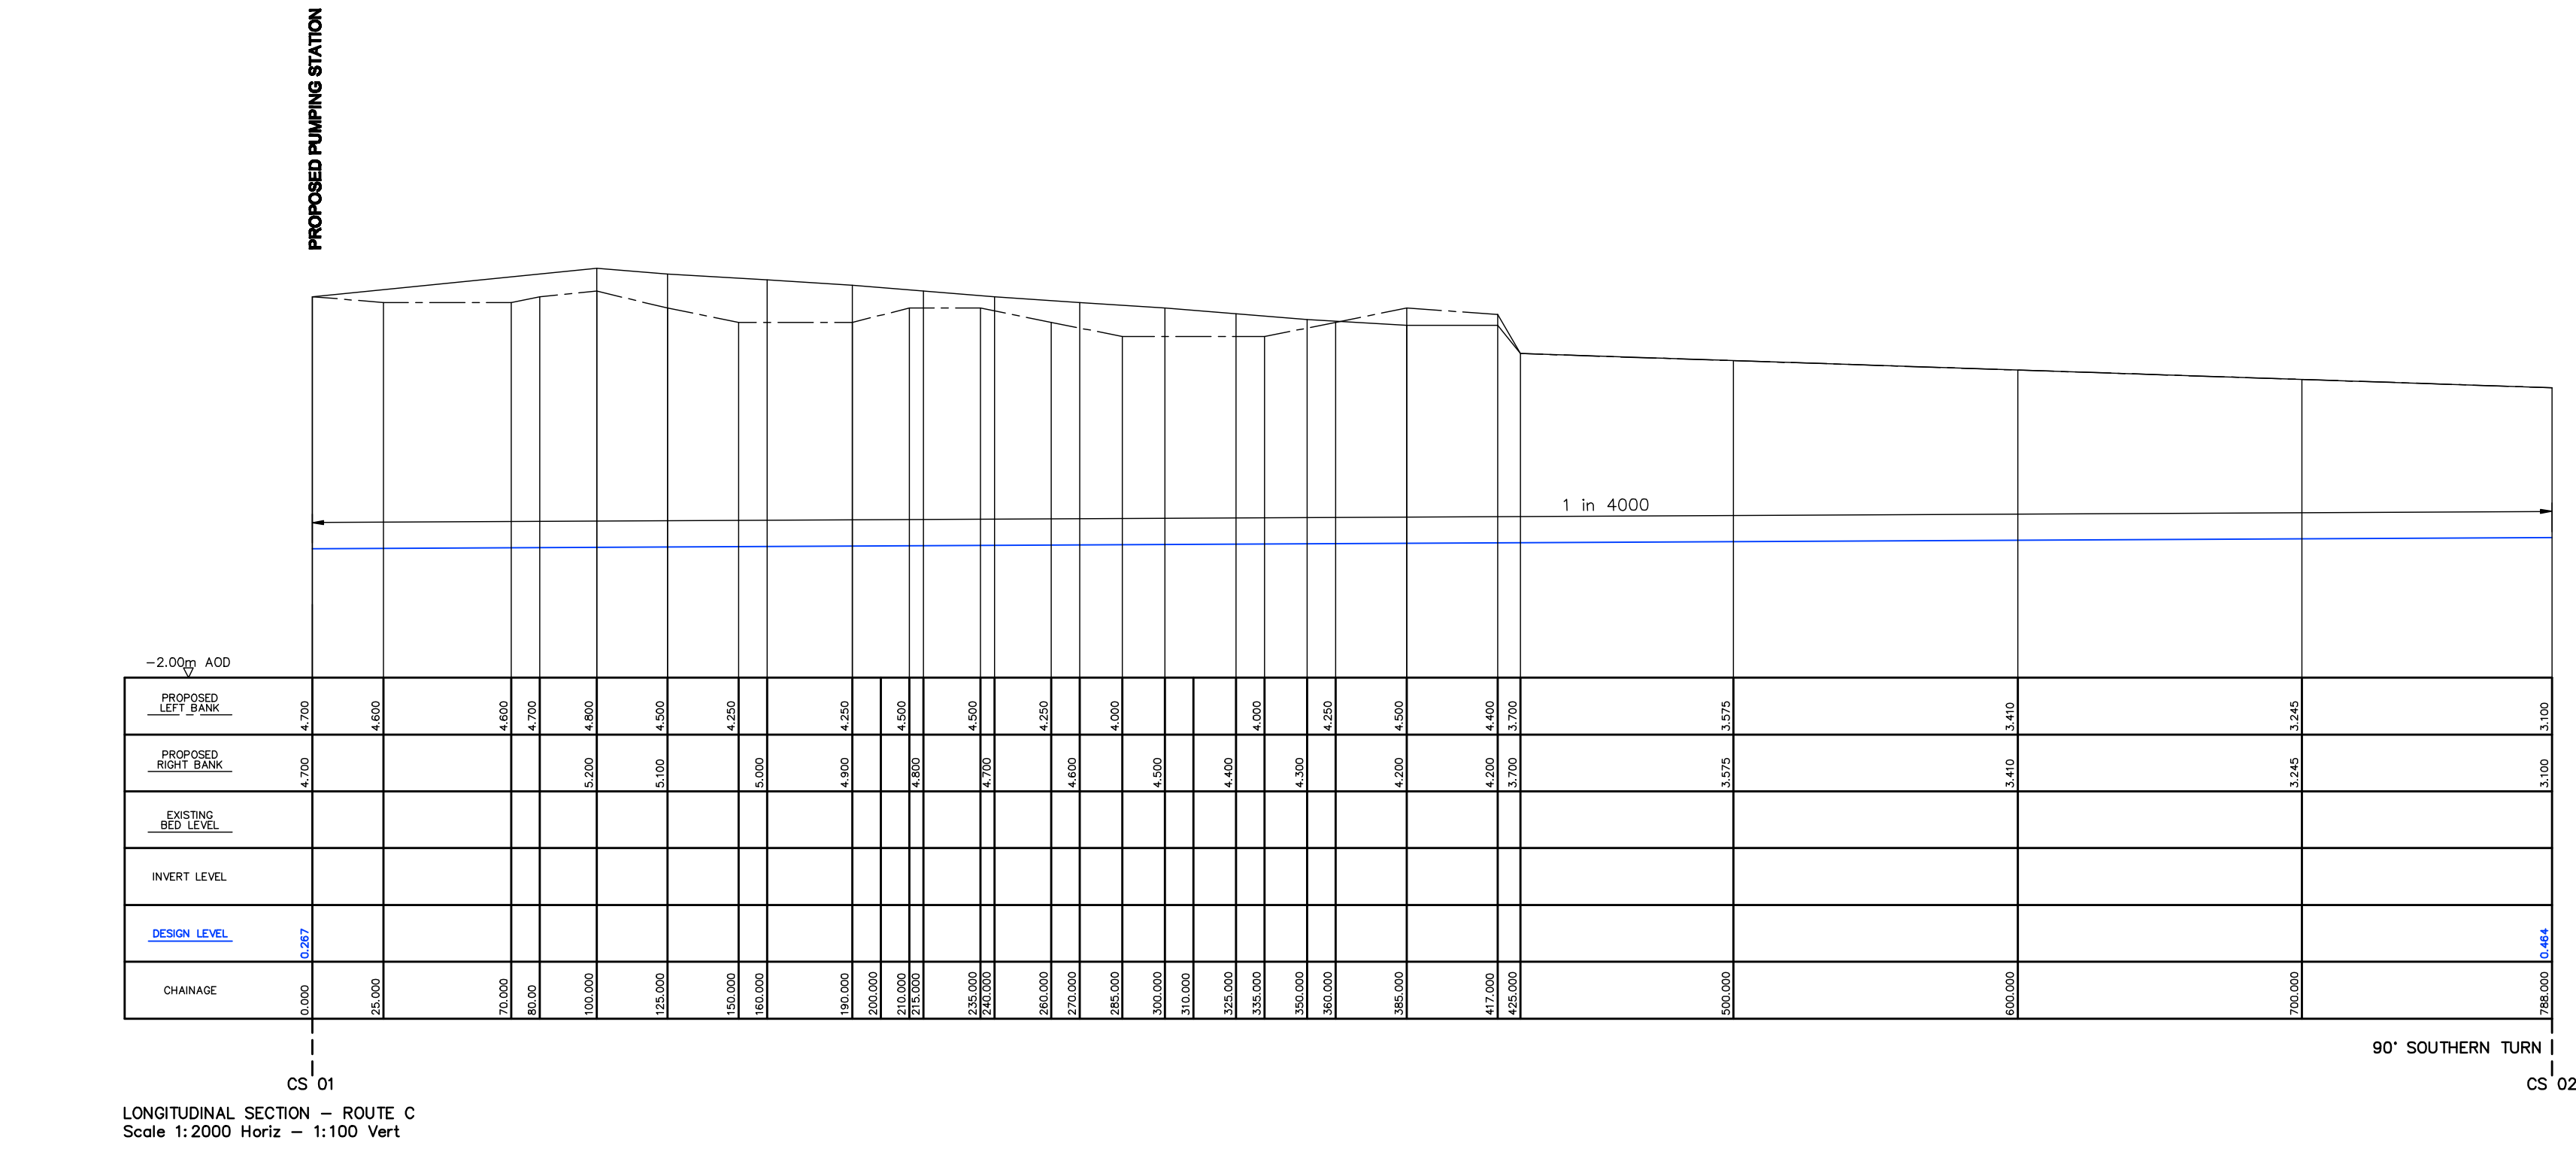 PROPOSED PUMPING STATION
1 in 4000
-2.00m AOD
PROPOSED
LEFT BANK
4.700 4.600 4.600 4.700 4.800 4.500 4.250 4.250 4.500 4.500 4.250 4.000 4.000 4.250 4.500 4.400 3.700 3.575 3.410 3.245 3.100
PROPOSED
RIGHT BANK
4.700 5.200 5.100 5.000 4.900 4.800 4.700 4.600 4.500 4.400 4.300 4.200 4.200 3.700 3.575 3.410 3.245 3.100
EXISTING
BED LEVEL
INVERT LEVEL
DESIGN LEVEL
0.267 0.464
CHAINAGE
0.000 25.000 70.000 80.00 100.000 125.000 150.000 160.000 190.000 200.000 210.000 215.000 235.000 240.000 260.000 270.000 285.000 300.000 310.000 325.000 335.000 350.000 360.000 385.000 417.000 425.000 500.000 600.000 700.000 788.000
90° SOUTHERN TURN
CS 01
CS 02
LONGITUDINAL SECTION - ROUTE C
Scale 1:2000 Horiz - 1:100 Vert